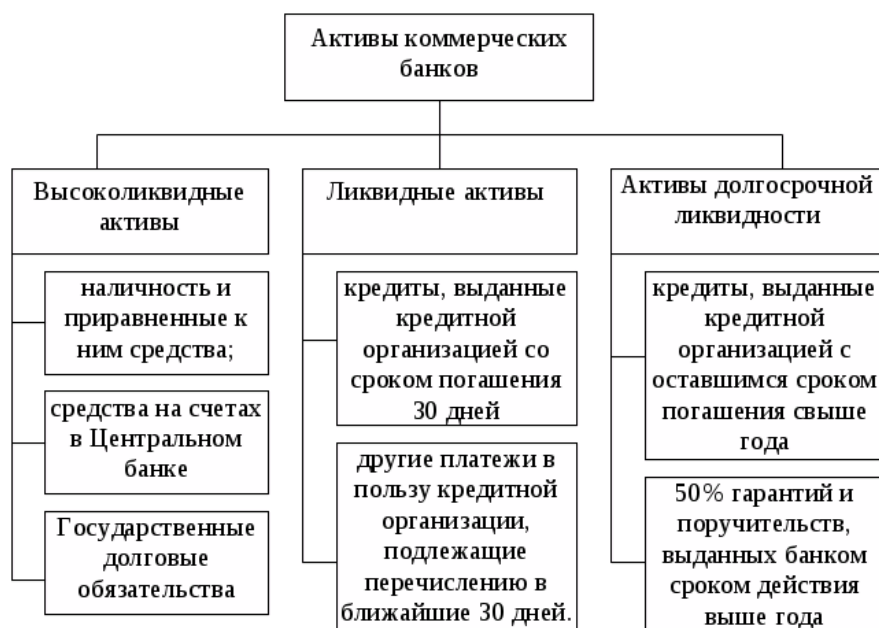 Активы коммерческих
банков
Высоколиквидные
активы
наличность и
приравненные к
ним средства;
средства на счетах
в Центральном
банке
Государственные
долговые
обязательства
Ликвидные активы
кредиты, выданные
кредитной
организацией со
сроком погашения
30 дней
другие платежи в
пользу кредитной
организации,
подлежащие
перечислению в
ближайшие 30 дней.
Активы долгосрочной
ликвидности
кредиты, выданные
кредитной
организацией с
оставшимся сроком
погашения свыше
года
50% гарантий и
поручительств,
выданных банком
сроком действия
выше года